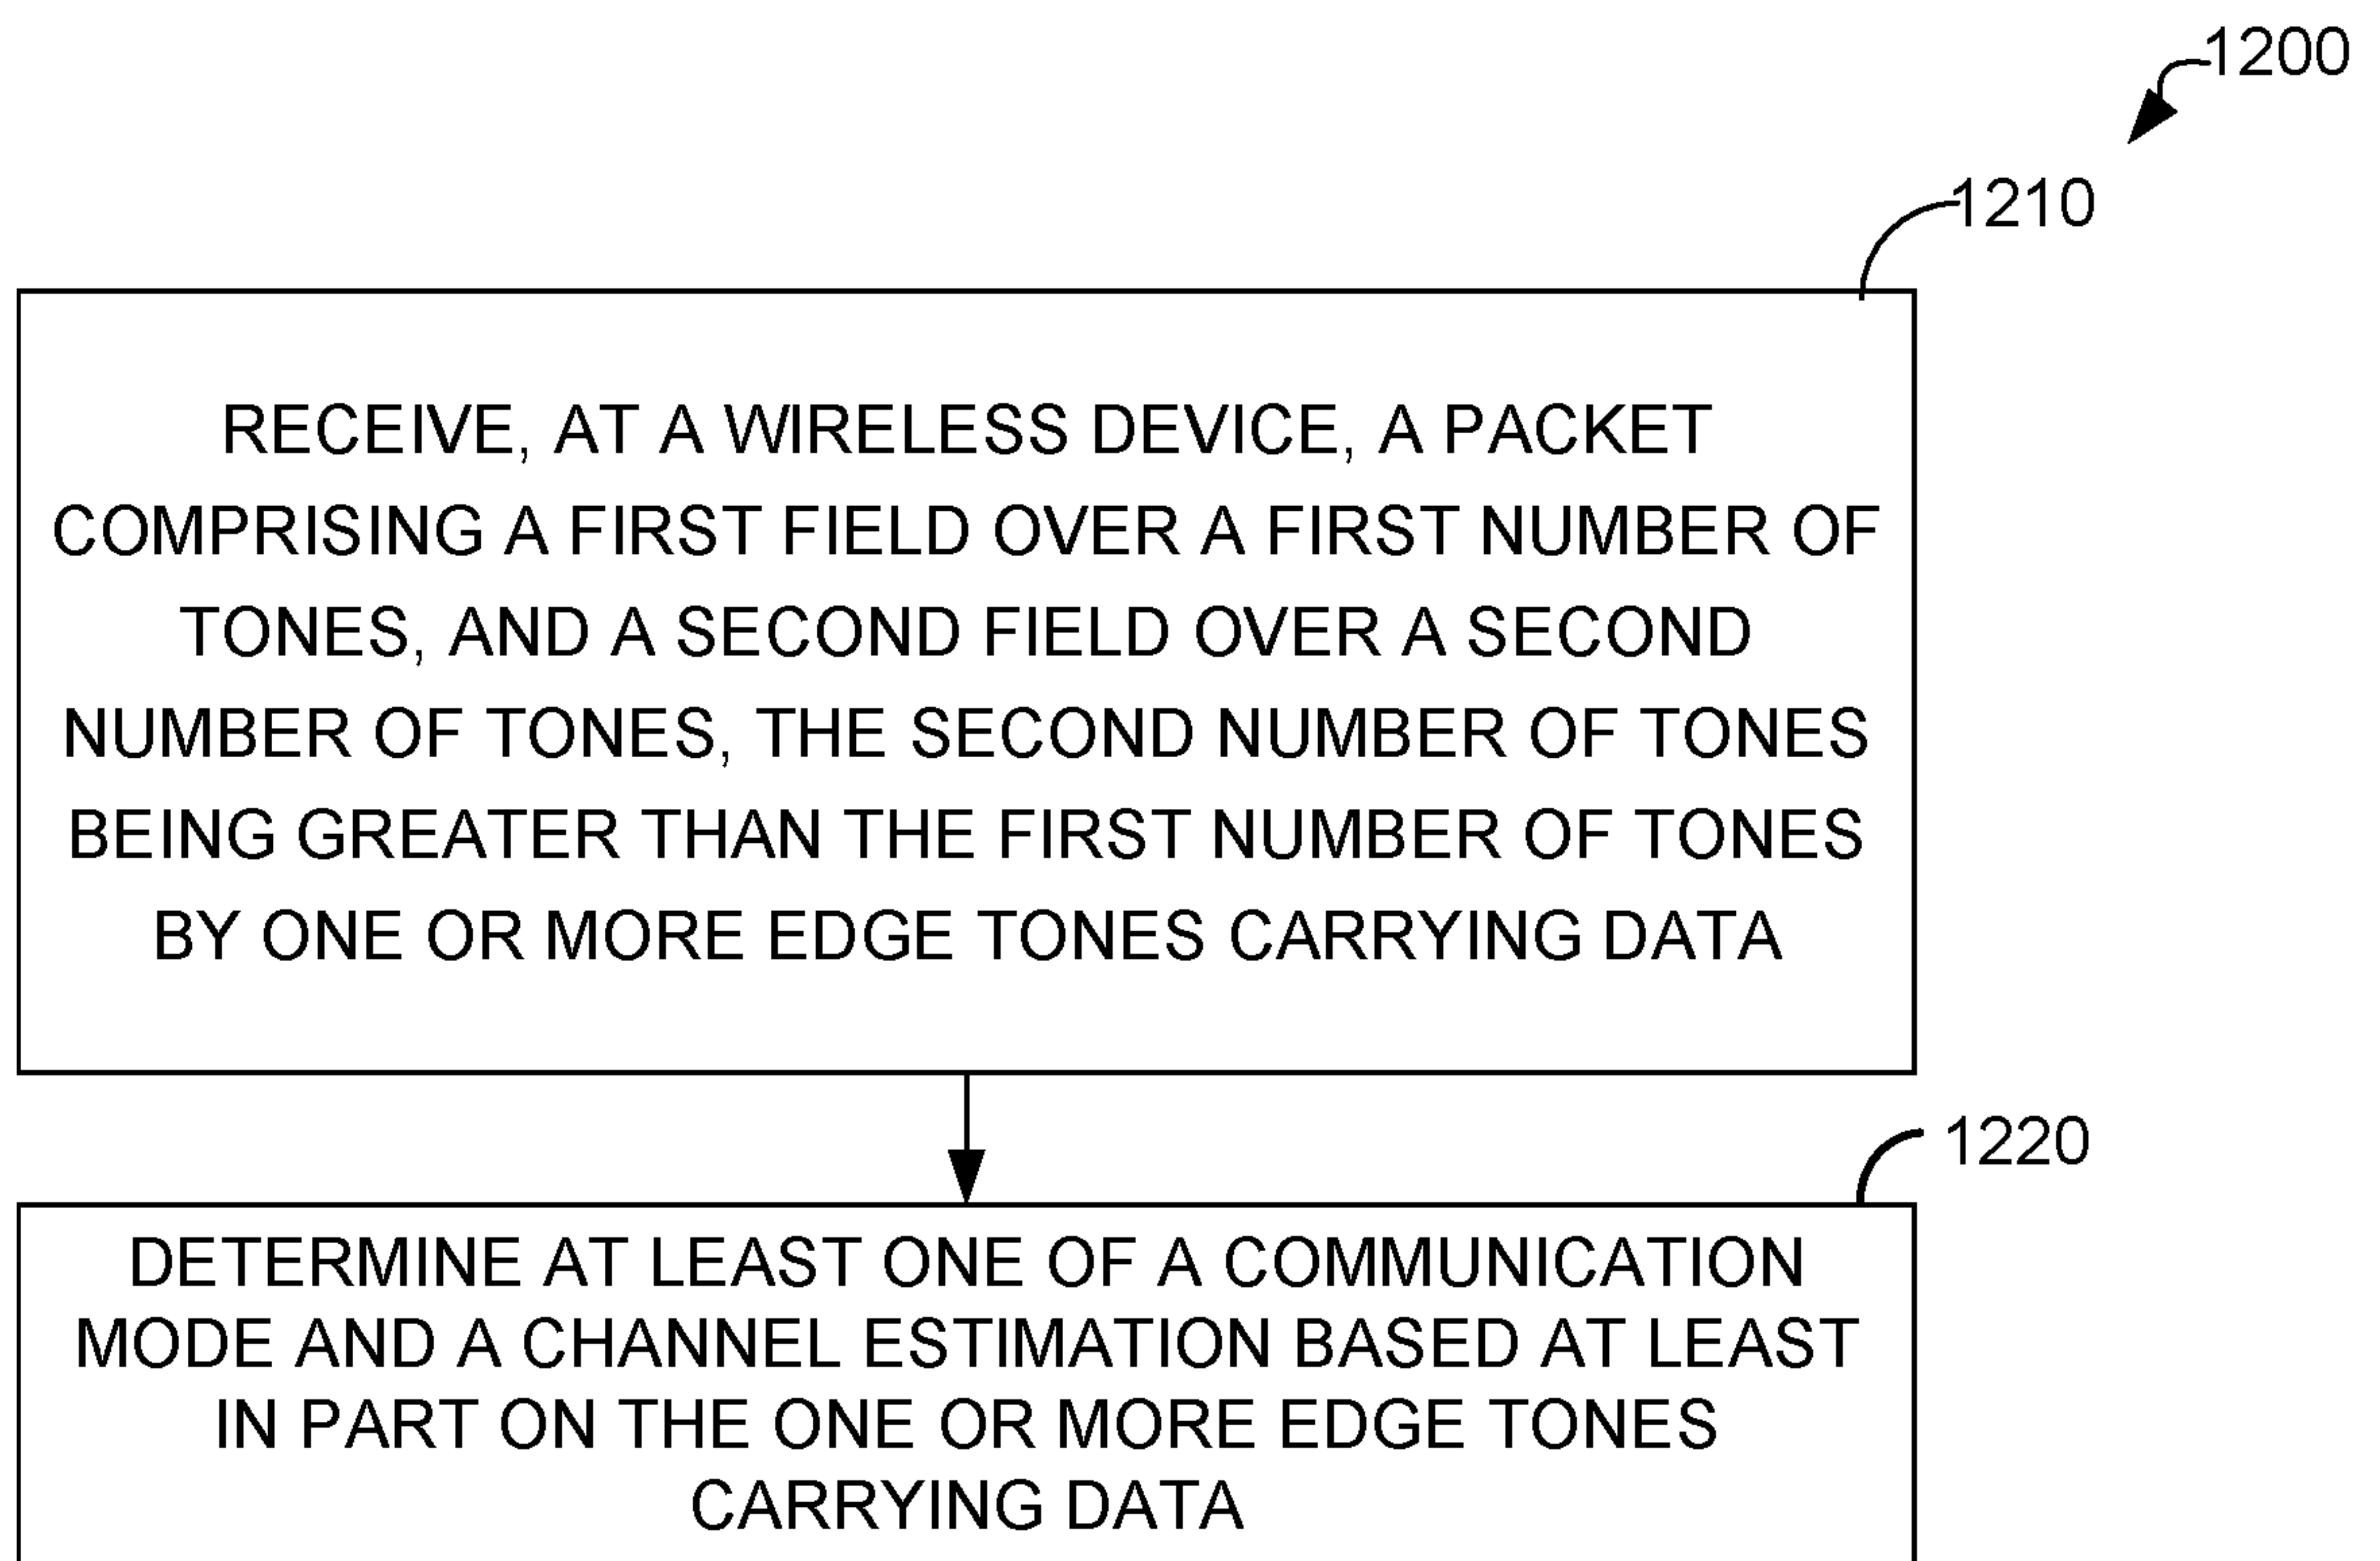 1200
1210
RECEIVE, AT A WIRELESS DEVICE, A PACKET
COMPRISING A FIRST FIELD OVER A FIRST NUMBER OF
TONES, AND A SECOND FIELD OVER A SECOND
NUMBER OF TONES, THE SECOND NUMBER OF TONES
BEING GREATER THAN THE FIRST NUMBER OF TONES
BY ONE OR MORE EDGE TONES CARRYING DATA
1220
DETERMINE AT LEAST ONE OF A COMMUNICATION
MODE AND A CHANNEL ESTIMATION BASED AT LEAST
IN PART ON THE ONE OR MORE EDGE TONES
CARRYING DATA